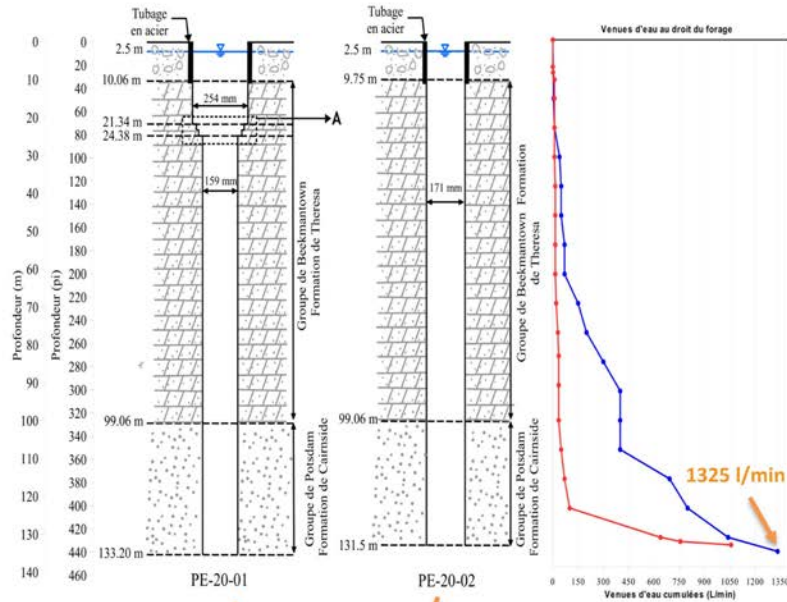 Tubage
en acier
Tubage
en acier
Venues d'eau au droit du forage
Profondeur (m)
0
10
20
30
40
50
60
70
80
90
100
110
120
130
140
Profondeur (pi)
0
20
40
60
80
100
120
140
160
180
200
220
240
260
280
300
320
340
360
380
400
420
440
460
2.5 m
10.06 m
254 mm
21.34 m
24.38 m
A
159 mm
Groupe de Beekmantown
Formation de Theresa
99.06 m
Groupe de Potsdam
Formation de Cairnside
133.20 m
PE-20-01
2.5 m
9.75 m
171 mm
Groupe de Beekmantown Formation
de Theresa
99.06 m
Groupe de Potsdam
Formation de Cairnside
131.5 m
PE-20-02
1325 l/min
0 150 300 450 600 750 900 1050 1200 1350
Venues d'eau cumulées (L/min)